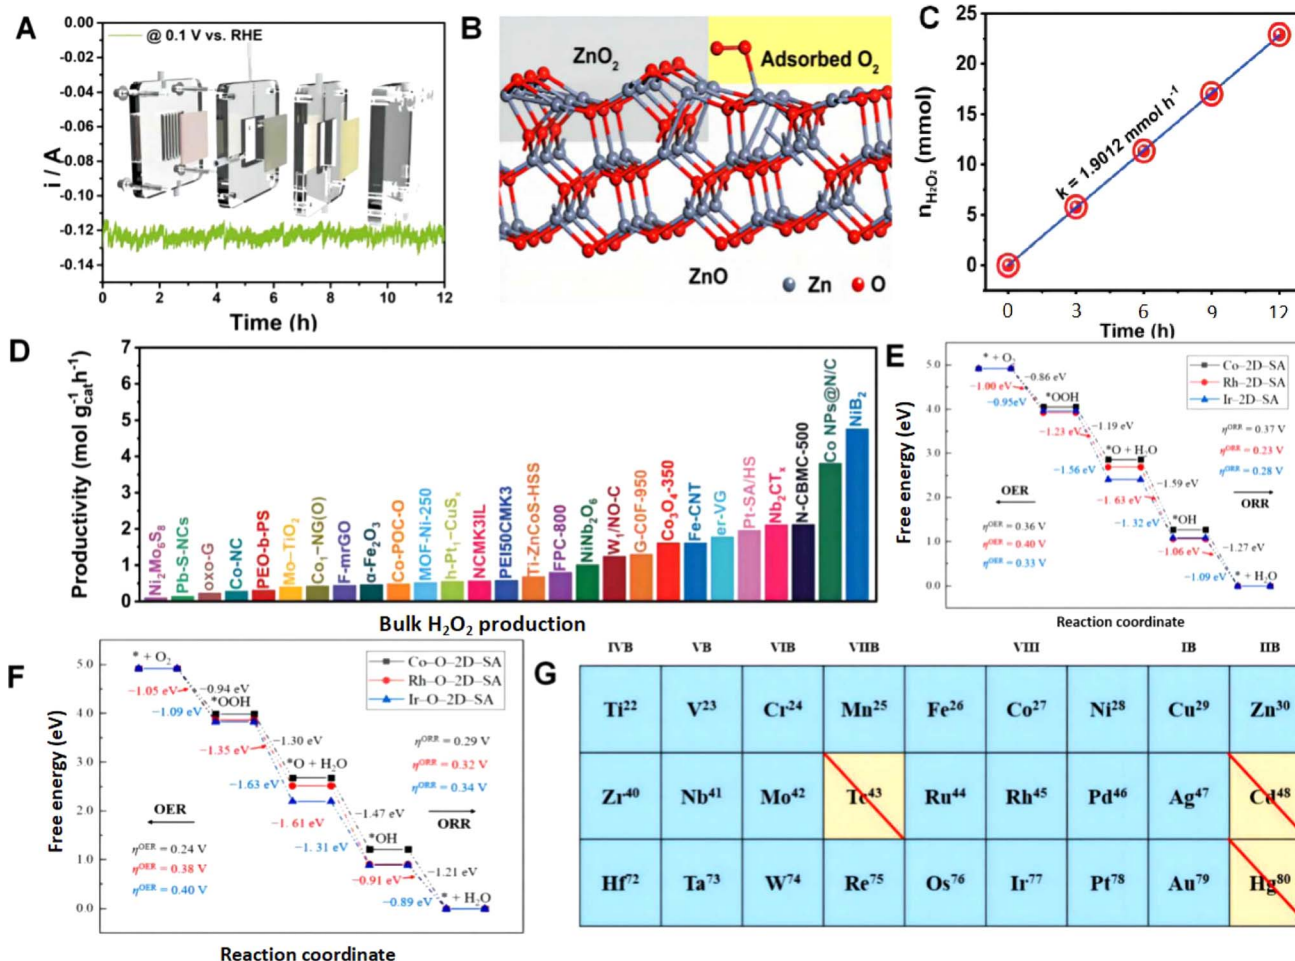 A
@ 0.1 V vs. RHE
0.00
−0.02
−0.04
−0.06
−0.08
−0.10
−0.12
−0.14
i / A
0 2 4 6 8 10 12
Time (h)
B
ZnO2
Adsorbed O2
ZnO
Zn O
C
25
20
15
10
5
0
nH2O2 (mmol)
k = 1.9012 mmol h-1
0 3 6 9 12
Time (h)
D
7
6
5
4
3
2
1
0
Productivity (mol g-1cat h-1)
Ni2Mo6S8
Pb-S-NCs
oxo-G
Co-NC
PEO-b-PS
Mo-TiO2
Co1−NG(O)
F-mrGO
α-Fe2O3
Co-POC-O
MOF-Ni-250
h-Pt1−CuSx
NCMK3IL
PEI50CMK3
Ti-ZnCoS-HSS
FPC-800
NiNb2O6
W1/NO-C
G-C0F-950
Co3O4-350
Fe-CNT
er-VG
Pt-SA/HS
Nb2CTx
N-CBMC-500
Co NPs@N/C
NiB2
Bulk H2O2 production
E
5.0
4.0
3.0
2.0
1.0
0.0
Free energy (eV)
* + O2
−0.86 eV
−1.00 eV
−0.95eV
Co−2D−SA
Rh−2D−SA
Ir−2D−SA
*OOH
−1.19 eV
−1.23 eV
−1.56 eV
*O + H2O
ηORR = 0.37 V
ηORR = 0.23 V
ηORR = 0.28 V
OER
ORR
−1.59 eV
−1.63 eV
−1.32 eV
*OH
ηOER = 0.36 V
ηOER = 0.40 V
ηOER = 0.33 V
−1.27 eV
−1.06 eV
−1.09 eV
* + H2O
Reaction coordinate
F
5.0
4.0
3.0
2.0
1.0
0.0
Free energy (eV)
* + O2
−0.94 eV
−1.05 eV
−1.09 eV
Co−O−2D−SA
Rh−O−2D−SA
Ir−O−2D−SA
*OOH
−1.30 eV
−1.35 eV
−1.63 eV
*O + H2O
ηORR = 0.29 V
ηORR = 0.32 V
ηORR = 0.34 V
OER
ORR
−1.47 eV
−1.61 eV
−1.31 eV
*OH
ηOER = 0.24 V
ηOER = 0.38 V
ηOER = 0.40 V
−1.21 eV
−0.91 eV
−0.89 eV
* + H2O
Reaction coordinate
G
IVB VB VIB VIIB VIII IB IIB
Ti22 V23 Cr24 Mn25 Fe26 Co27 Ni28 Cu29 Zn30
Zr40 Nb41 Mo42 Tc43 Ru44 Rh45 Pd46 Ag47 Cd48
Hf72 Ta73 W74 Re75 Os76 Ir77 Pt78 Au79 Hg80